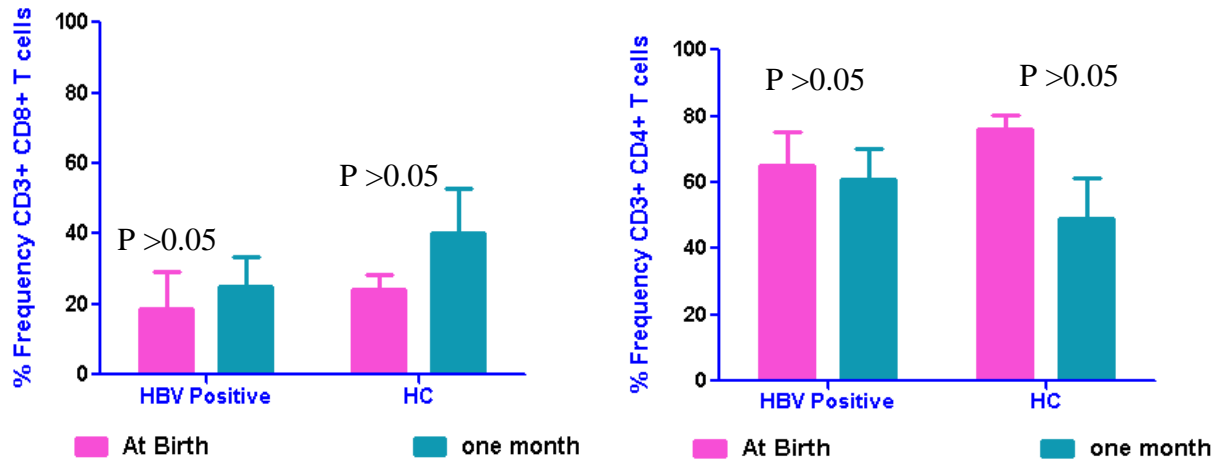 % Frequency CD3+ CD8+ T cells
100
80
60
40
20
0
P >0.05
P >0.05
HBV Positive
HC
At Birth
one month
% Frequency CD3+ CD4+ T cells
100
80
60
40
20
0
P >0.05
P >0.05
HBV Positive
HC
At Birth
one month